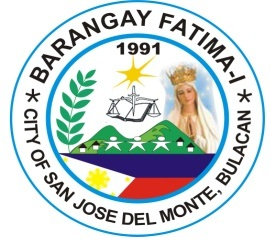 BARANGAY FATIMA-I
1991
★ CITY OF SAN JOSE DEL MONTE, BULACAN ★